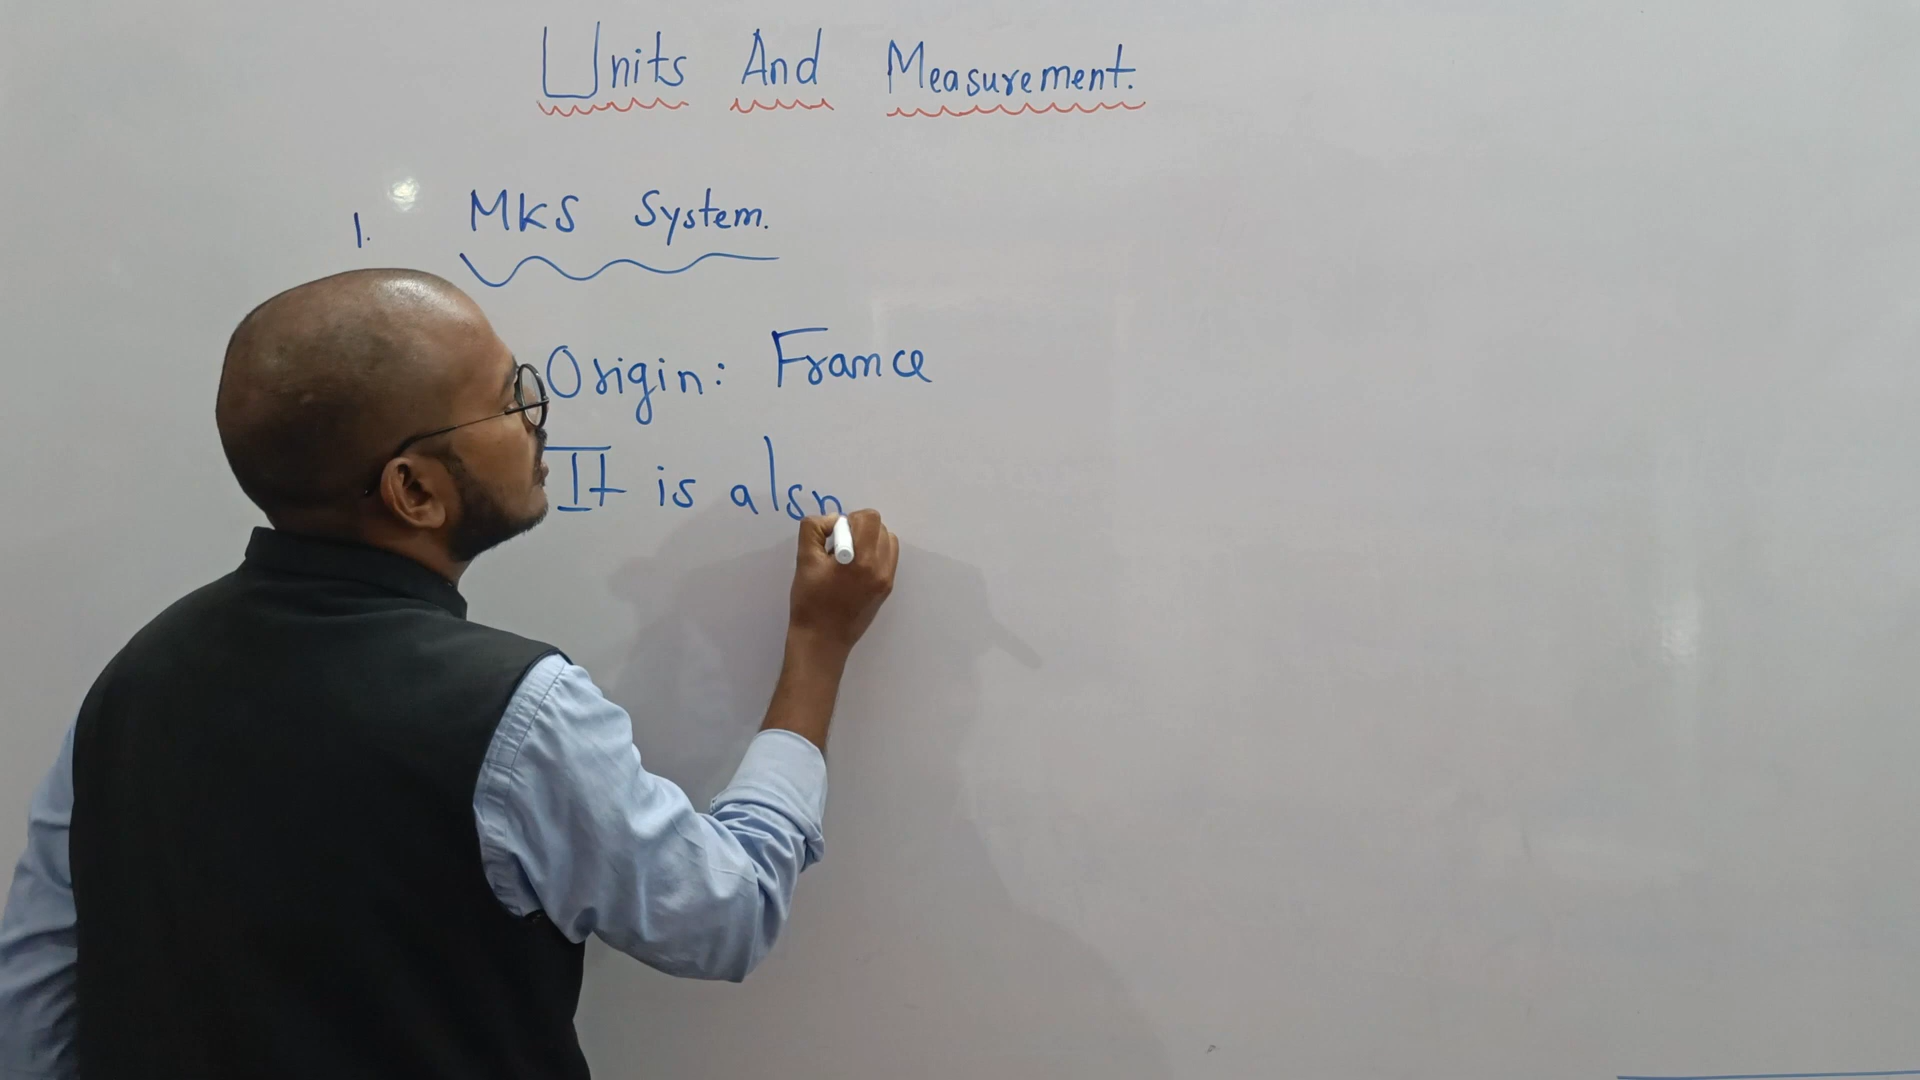 Units And Measurement.
1. MKS System.
Origin: France
It is also